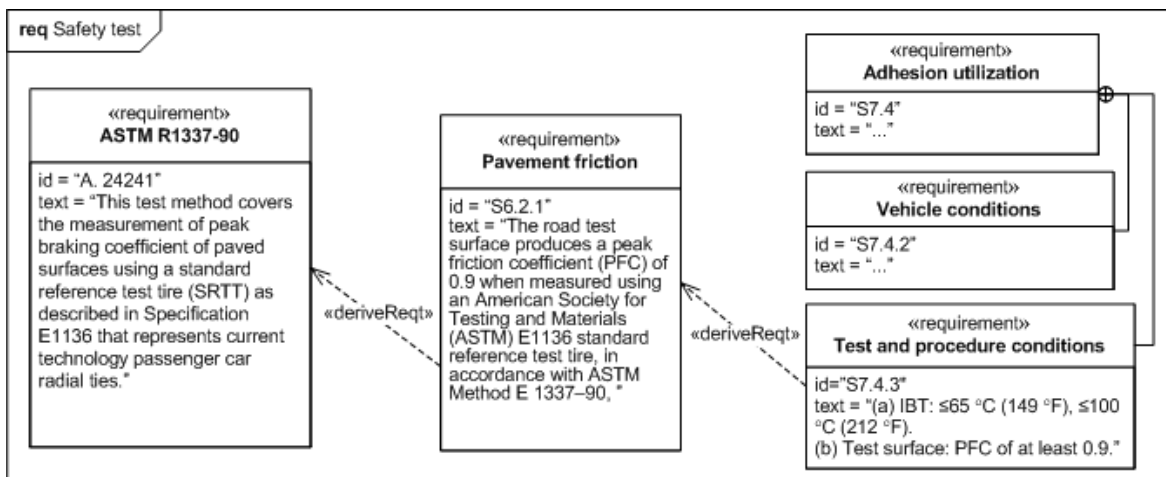 req Safety test
«requirement»
ASTM R1337-90
id = “A. 24241”
text = “This test method covers
the measurement of peak
braking coefficient of paved
surfaces using a standard
reference test tire (SRTT) as
described in Specification
E1136 that represents current
technology passenger car
radial ties.”
«deriveReqt»
«requirement»
Pavement friction
id = “S6.2.1”
text = “The road test
surface produces a peak
friction coefficient (PFC) of
0.9 when measured using
an American Society for
Testing and Materials
(ASTM) E1136 standard
reference test tire, in
accordance with ASTM
Method E 1337–90, ”
«deriveReqt»
«requirement»
Adhesion utilization
id = “S7.4”
text = “...”
«requirement»
Vehicle conditions
id = “S7.4.2”
text = “...”
«requirement»
Test and procedure conditions
id=”S7.4.3”
text = “(a) IBT: ≤65 °C (149 °F), ≤100
°C (212 °F).
(b) Test surface: PFC of at least 0.9.”